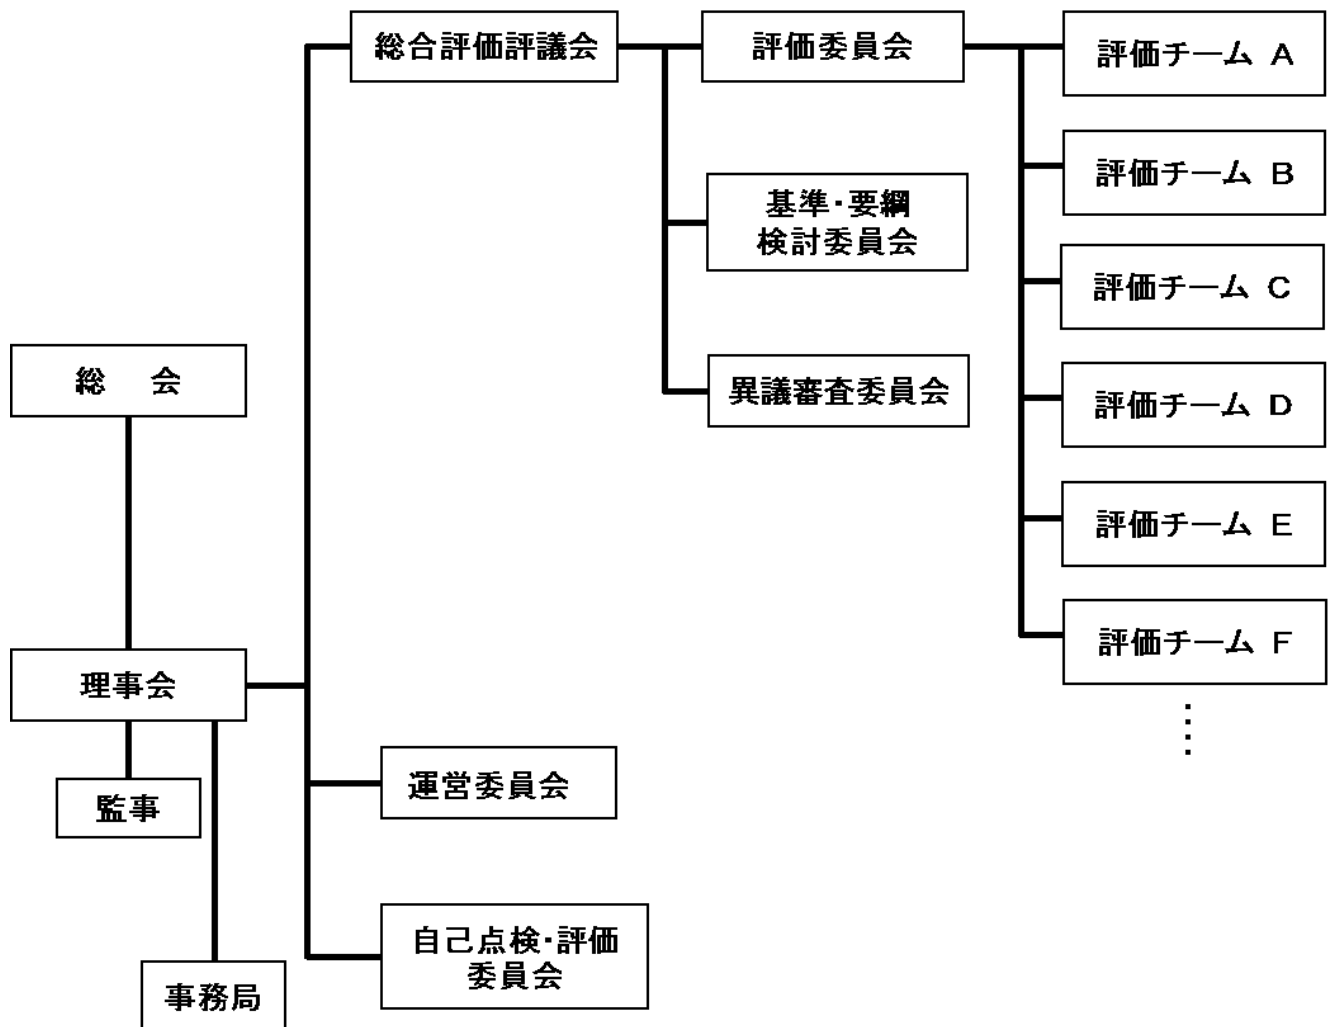 総合評価評議会
評価委員会
評価チーム A
評価チーム B
基準・要綱
検討委員会
評価チーム C
総　会
異議審査委員会
評価チーム D
評価チーム E
評価チーム F
理事会
監事
運営委員会
自己点検・評価
委員会
事務局